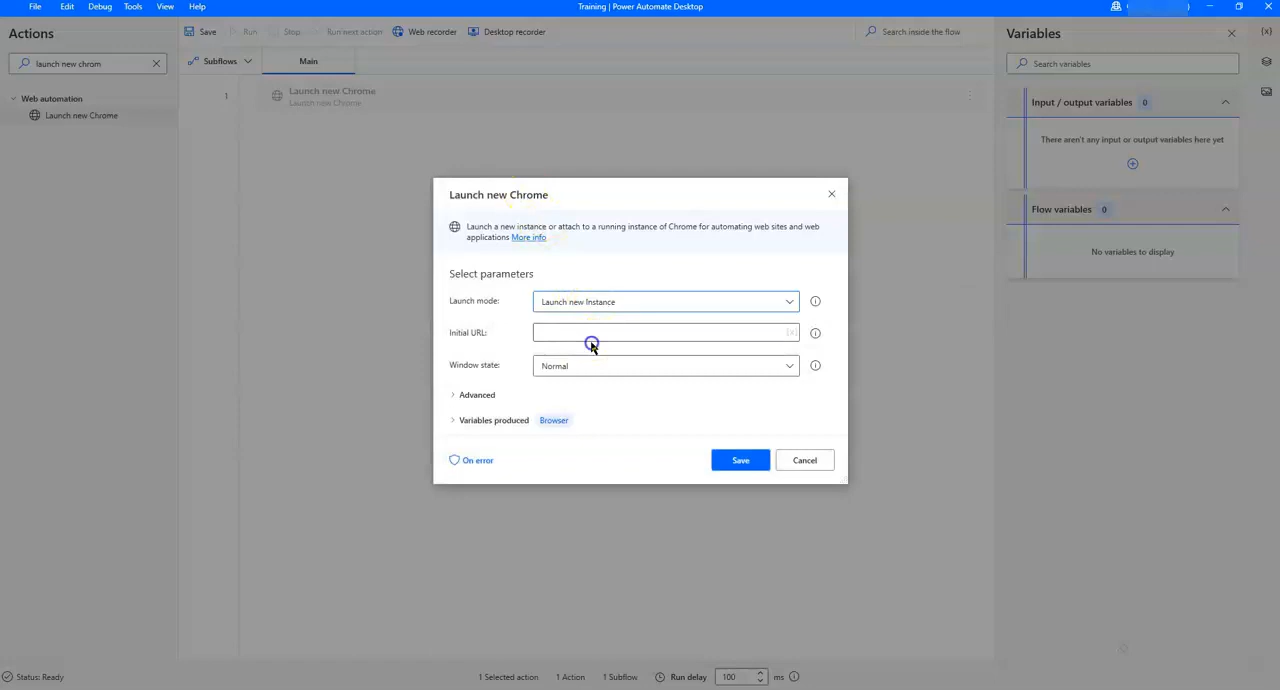 File Edit Debug Tools View Help Training | Power Automate Desktop
Actions
launch new chrom
Web automation
Launch new Chrome
Save Run Stop Run next action Web recorder Desktop recorder Search inside the flow
Subflows Main
1 Launch new Chrome
Launch new Chrome
Variables
Search variables
Input / output variables 0
There aren't any input or output variables here yet
Flow variables 0
No variables to display
Launch new Chrome
Launch a new instance or attach to a running instance of Chrome for automating web sites and web
applications More info
Select parameters
Launch mode: Launch new Instance
Initial URL: {x}
Window state: Normal
Advanced
Variables produced Browser
On error Save Cancel
Status: Ready 1 Selected action 1 Action 1 Subflow Run delay 100 ms